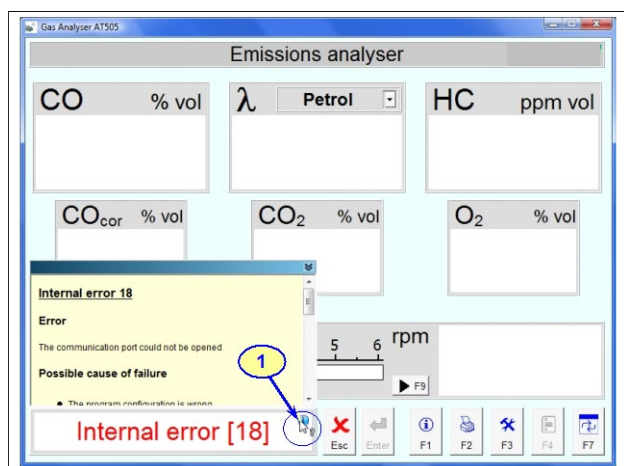 Gas Analyser AT505
Emissions analyser
CO % vol
λ Petrol
HC ppm vol
COcor % vol
CO2 % vol
O2 % vol
Internal error 18
Error
The communication port could not be opened
Possible cause of failure
• The program configuration is wrong
1
5 6 rpm
F9
Internal error [18]
Esc
Enter
F1
F2
F3
F4
F7